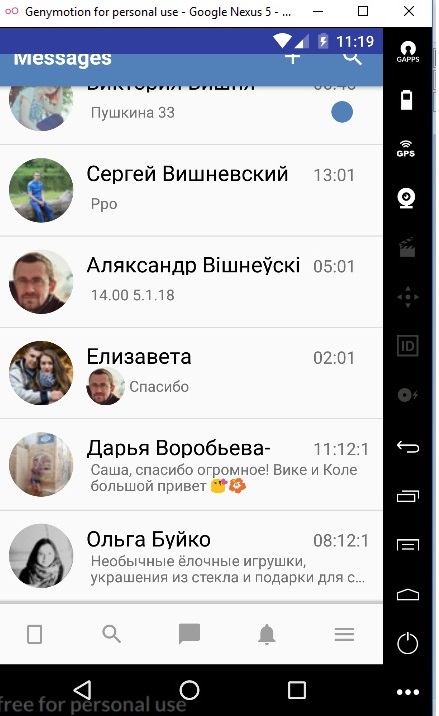 Genymotion for personal use - Google Nexus 5 - ...
11:19
GAPPS
Messages
Виктория Вишня
06:48
Пушкина 33
GPS
Сергей Вишневский
13:01
Ppo
Аляксандр Вішнеўскі
05:01
14.00 5.1.18
ID
Елизавета
02:01
Спасибо
Дарья Воробьева-
11:12:1
Саша, спасибо огромное! Вике и Коле
большой привет
Ольга Буйко
08:12:1
Необычные ёлочные игрушки,
украшения из стекла и подарки для с...
free for personal use